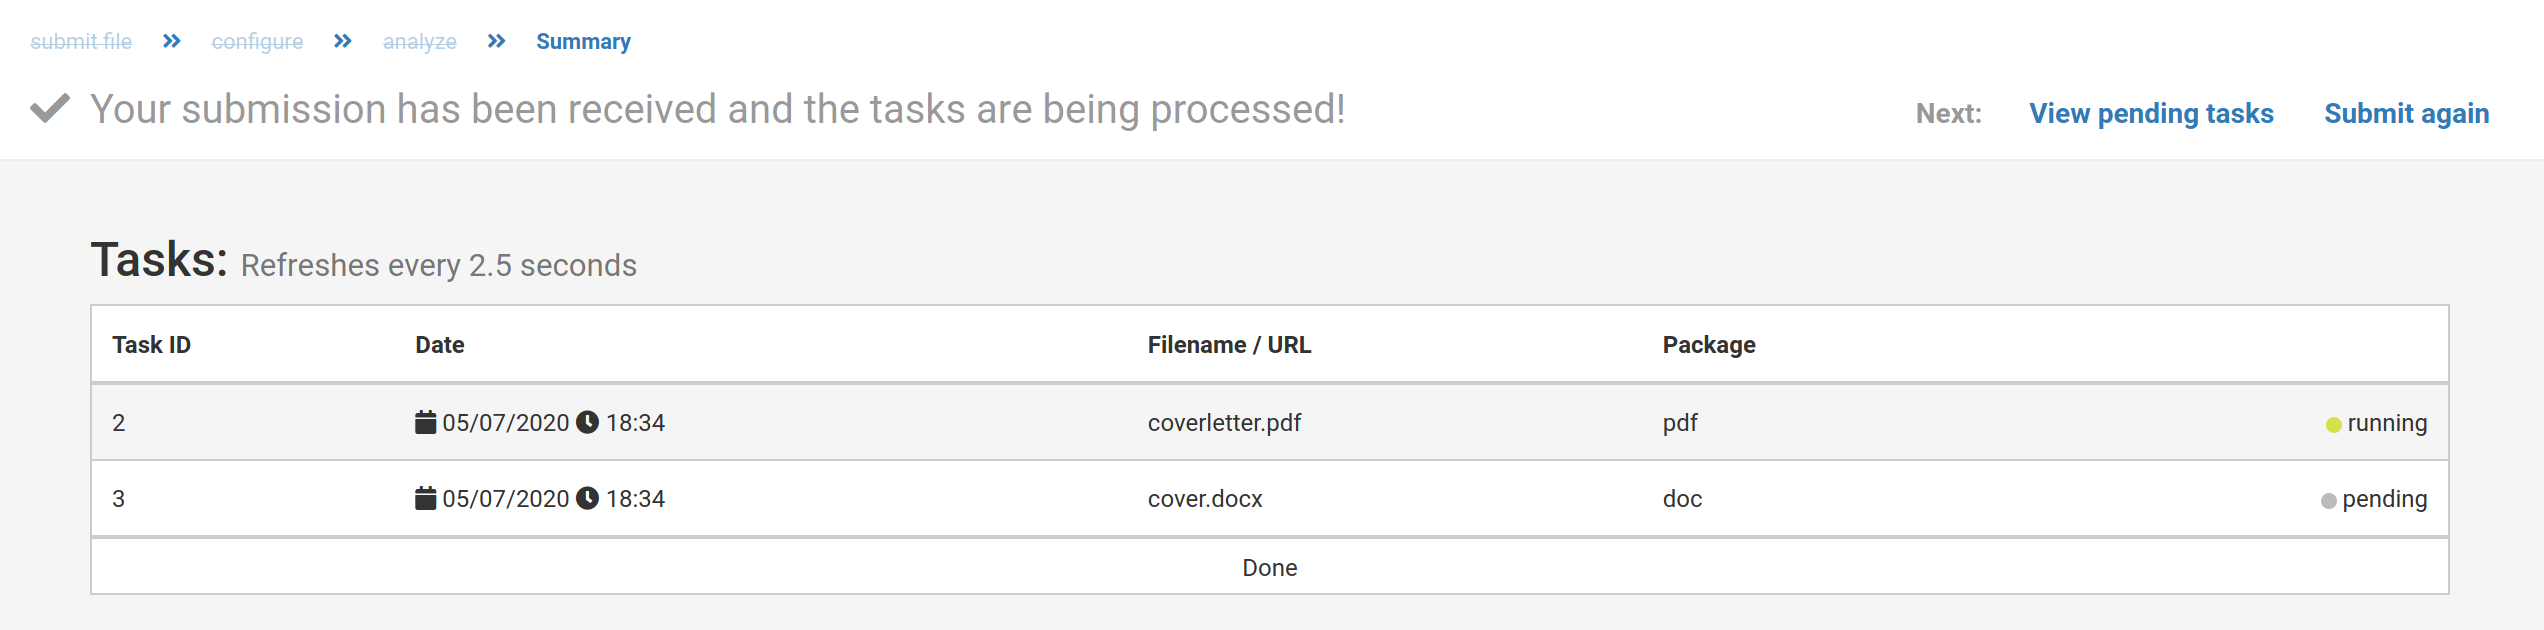 submit file configure analyze Summary
Your submission has been received and the tasks are being processed! Next: View pending tasks Submit again
Tasks: Refreshes every 2.5 seconds
Task ID Date Filename / URL Package
2 05/07/2020 18:34 coverletter.pdf pdf running
3 05/07/2020 18:34 cover.docx doc pending
Done